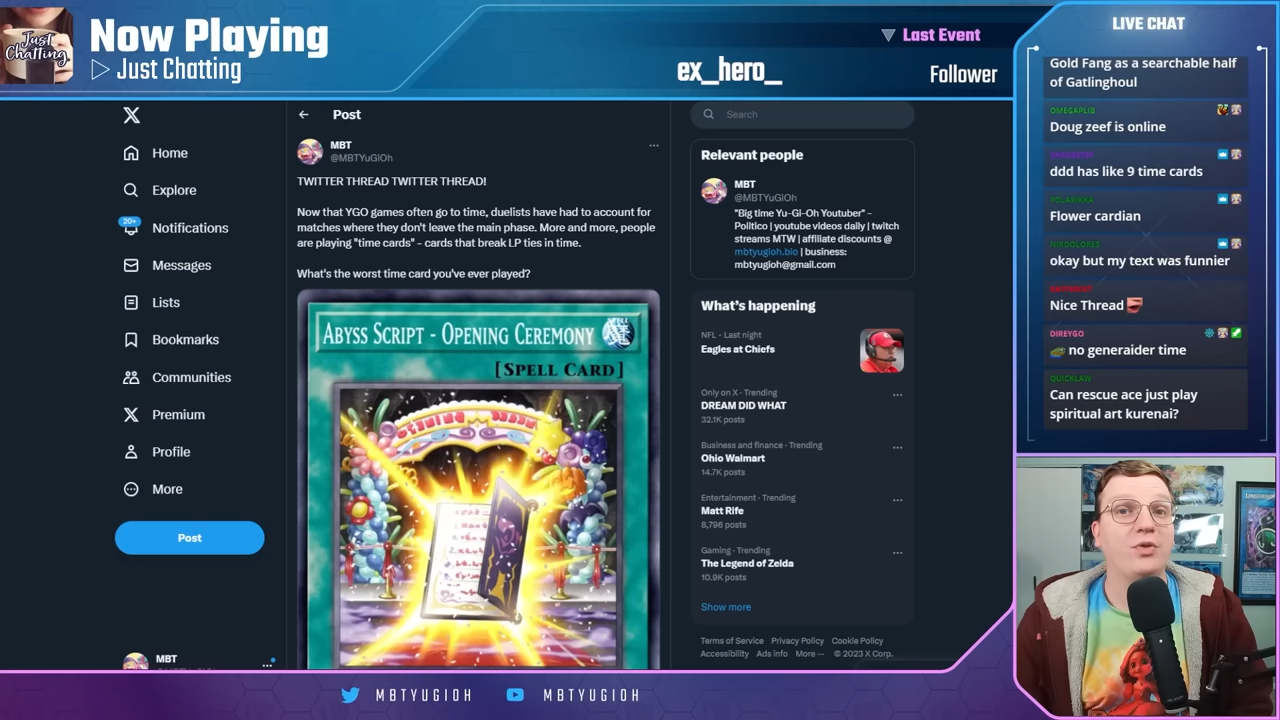 Just
Chatting
Now Playing
Just Chatting
Last Event
ex_hero_
Follower
LIVE CHAT
Gold Fang as a searchable half
of Gatlinghoul
OMEGAPLIB
Doug zeef is online
ddd has like 9 time cards
Flower cardian
NIXDOLORES
okay but my text was funnier
Nice Thread
DIREYGO
no generaider time
QUICKLAW
Can rescue ace just play
spiritual art kurenai?
Home
Explore
20+
Notifications
Messages
Lists
Bookmarks
Communities
Premium
Profile
More
Post
MBT
Post
MBT
@MBTYuGiOh
TWITTER THREAD TWITTER THREAD!
Now that YGO games often go to time, duelists have had to account for
matches where they don't leave the main phase. More and more, people
are playing "time cards" - cards that break LP ties in time.
What's the worst time card you've ever played?
ABYSS SCRIPT - OPENING CEREMONY
[SPELL CARD]
Search
Relevant people
MBT
@MBTYuGiOh
"Big time Yu-Gi-Oh Youtuber" -
Politico | youtube videos daily | twitch
streams MTW | affiliate discounts @
mbtyugioh.bio | business:
mbtyugioh@gmail.com
What's happening
NFL · Last night
Eagles at Chiefs
Only on X · Trending
DREAM DID WHAT
32.1K posts
Business and finance · Trending
Ohio Walmart
14.7K posts
Entertainment · Trending
Matt Rife
8,796 posts
Gaming · Trending
The Legend of Zelda
10.9K posts
Show more
Terms of Service Privacy Policy Cookie Policy
Accessibility Ads info More ··· © 2023 X Corp.
MBTYUGIOH
MBTYUGIOH